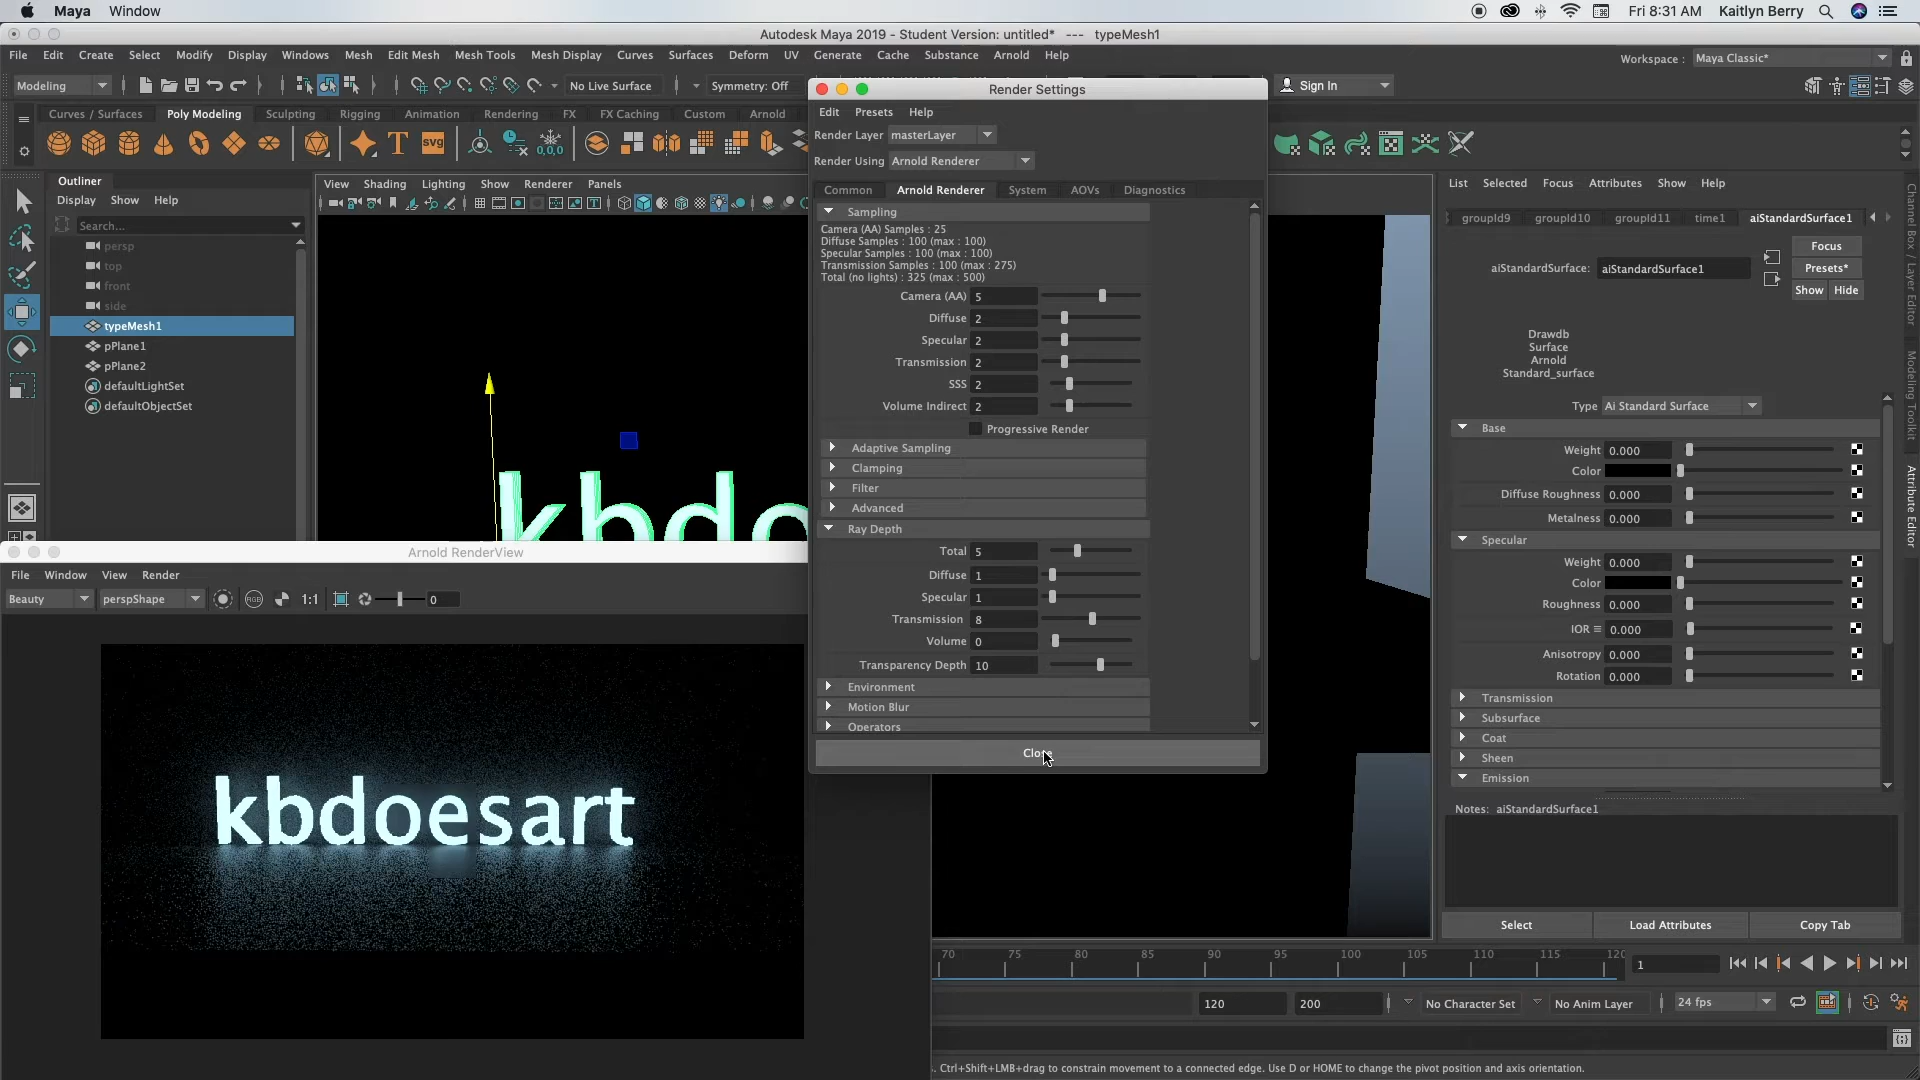 Maya Window
Fri 8:31 AM Kaitlyn Berry
Autodesk Maya 2019 - Student Version: untitled* --- typeMesh1
File Edit Create Select Modify Display Windows Mesh Edit Mesh Mesh Tools Mesh Display Curves Surfaces Deform UV Generate Cache Substance Arnold Help
Workspace : Maya Classic*
Modeling
No Live Surface
Symmetry: Off
Sign In
Curves / Surfaces Poly Modeling Sculpting Rigging Animation Rendering FX FX Caching Custom Arnold
T SVG 0,0,0
Outliner
Display Show Help
Search...
persp
top
front
side
typeMesh1
pPlane1
pPlane2
defaultLightSet
defaultObjectSet
View Shading Lighting Show Renderer Panels
kbdo
Render Settings
Edit Presets Help
Render Layer masterLayer
Render Using Arnold Renderer
Common Arnold Renderer System AOVs Diagnostics
Sampling
Camera (AA) Samples : 25
Diffuse Samples : 100 (max : 100)
Specular Samples : 100 (max : 100)
Transmission Samples : 100 (max : 275)
Total (no lights) : 325 (max : 500)
Camera (AA) 5
Diffuse 2
Specular 2
Transmission 2
SSS 2
Volume Indirect 2
Progressive Render
Adaptive Sampling
Clamping
Filter
Advanced
Ray Depth
Total 5
Diffuse 1
Specular 1
Transmission 8
Volume 0
Transparency Depth 10
Environment
Motion Blur
Operators
Close
Arnold RenderView
File Window View Render
Beauty perspShape RGB 1:1 0
kbdoesart
List Selected Focus Attributes Show Help
groupId9 groupId10 groupId11 time1 aiStandardSurface1
Focus
aiStandardSurface: aiStandardSurface1
Presets*
Show Hide
Drawdb
Surface
Arnold
Standard_surface
Type Ai Standard Surface
Base
Weight 0.000
Color
Diffuse Roughness 0.000
Metalness 0.000
Specular
Weight 0.000
Color
Roughness 0.000
IOR 0.000
Anisotropy 0.000
Rotation 0.000
Transmission
Subsurface
Coat
Sheen
Emission
Notes: aiStandardSurface1
Select Load Attributes Copy Tab
Channel Box / Layer Editor
Modeling Toolkit
Attribute Editor
70 75 80 85 90 95 100 105 110 115 120
1
120 200 No Character Set No Anim Layer 24 fps
. Ctrl+Shift+LMB+drag to constrain movement to a connected edge. Use D or HOME to change the pivot position and axis orientation.